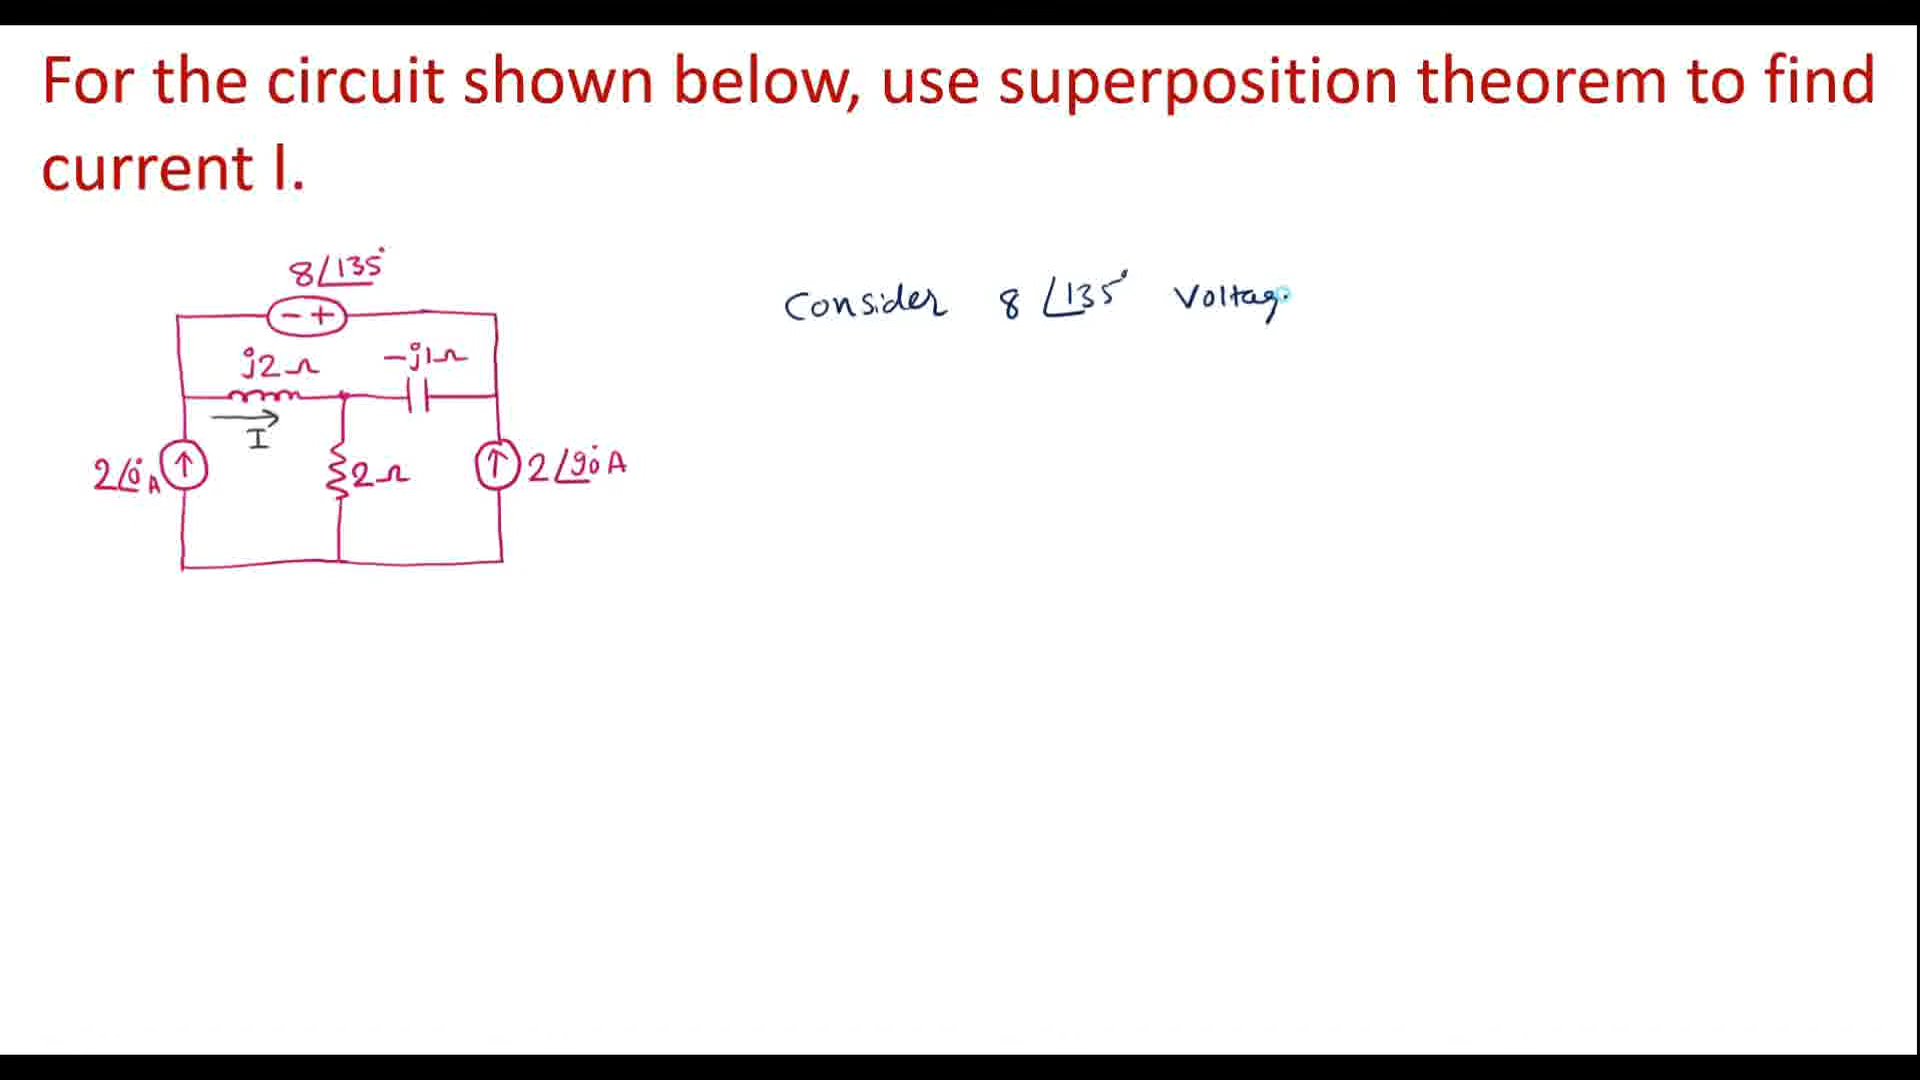 For the circuit shown below, use superposition theorem to find
current I.
8∠135°
- +
j2Ω
-j1Ω
I
2∠0° A
2Ω
2∠90° A
Consider 8 ∠135° Voltage